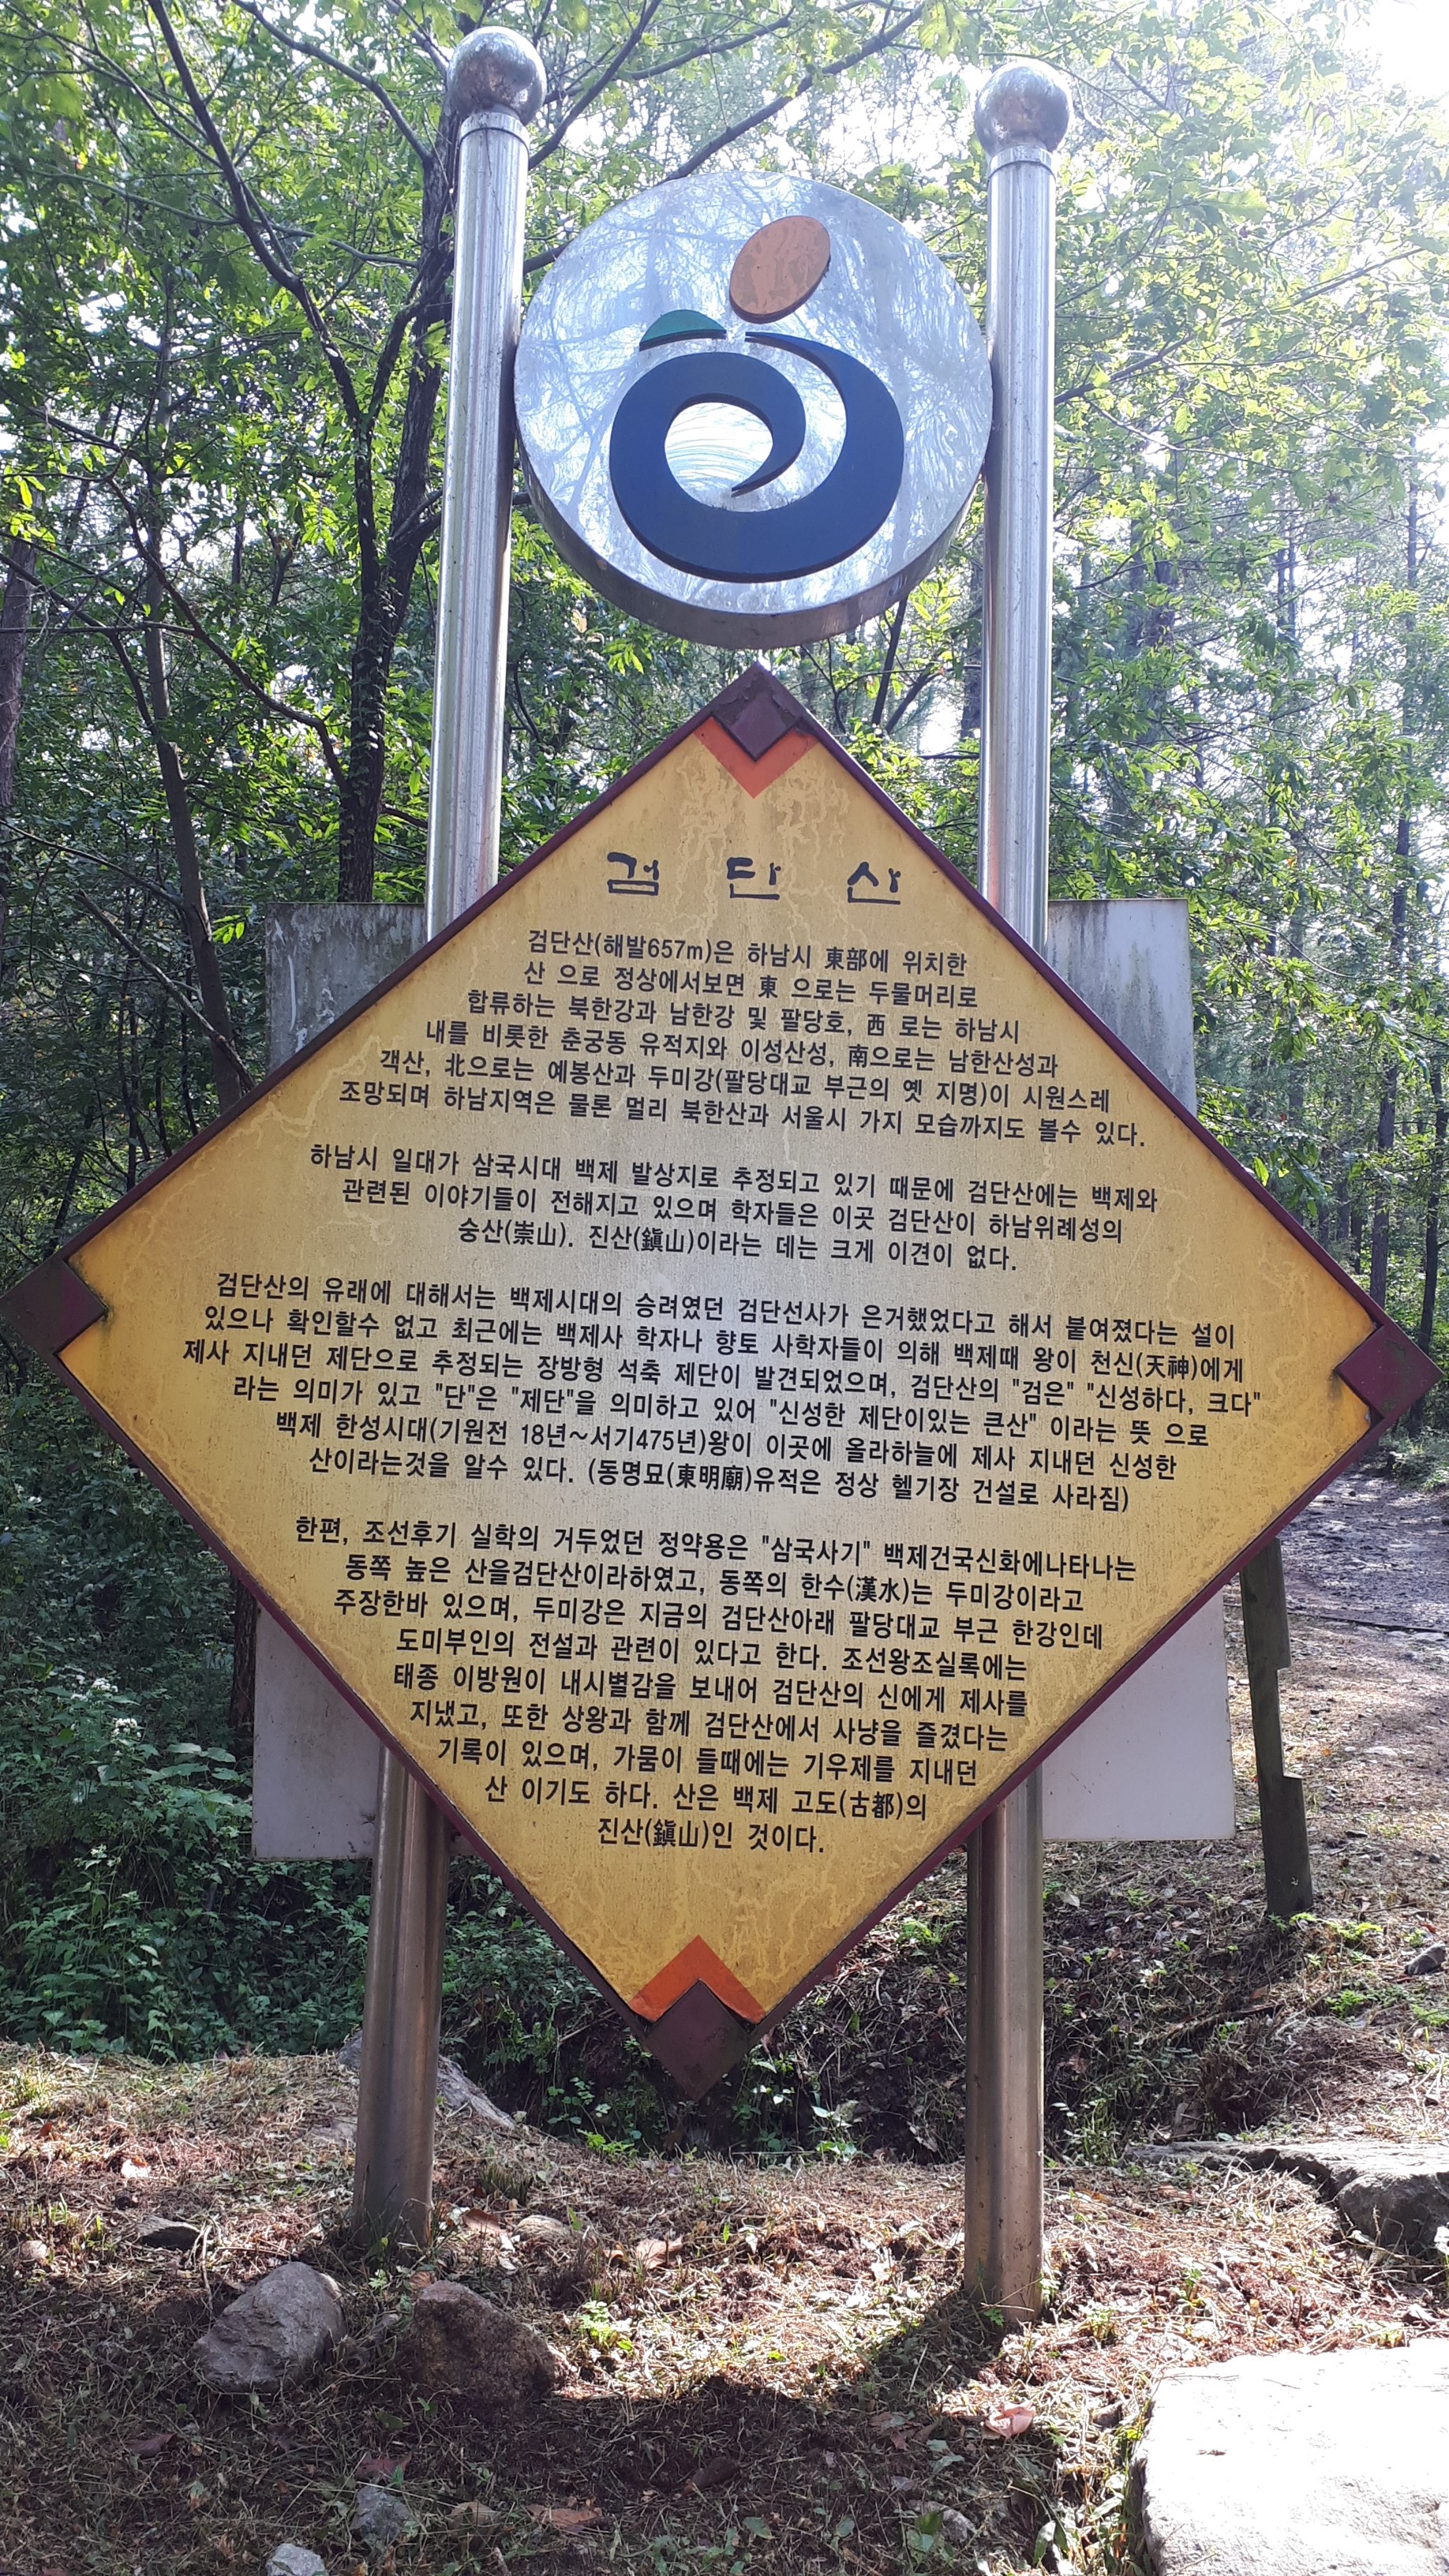 검 단 산
검단산(해발657m)은 하남시 東部에 위치한
산 으로 정상에서보면 東 으로는 두물머리로
합류하는 북한강과 남한강 및 팔당호, 西 로는 하남시
내를 비롯한 춘궁동 유적지와 이성산성, 南으로는 남한산성과
객산, 北으로는 예봉산과 두미강(팔당대교 부근의 옛 지명)이 시원스레
조망되며 하남지역은 물론 멀리 북한산과 서울시 가지 모습까지도 볼수 있다.
하남시 일대가 삼국시대 백제 발상지로 추정되고 있기 때문에 검단산에는 백제와
관련된 이야기들이 전해지고 있으며 학자들은 이곳 검단산이 하남위례성의
숭산(崇山). 진산(鎭山)이라는 데는 크게 이견이 없다.
검단산의 유래에 대해서는 백제시대의 승려였던 검단선사가 은거했었다고 해서 붙여졌다는 설이
있으나 확인할수 없고 최근에는 백제사 학자나 향토 사학자들이 의해 백제때 왕이 천신(天神)에게
제사 지내던 제단으로 추정되는 장방형 석축 제단이 발견되었으며, 검단산의 "검은" "신성하다, 크다"
라는 의미가 있고 "단"은 "제단"을 의미하고 있어 "신성한 제단이있는 큰산" 이라는 뜻 으로
백제 한성시대(기원전 18년~서기475년)왕이 이곳에 올라하늘에 제사 지내던 신성한
산이라는것을 알수 있다. (동명묘(東明廟)유적은 정상 헬기장 건설로 사라짐)
한편, 조선후기 실학의 거두었던 정약용은 "삼국사기" 백제건국신화에나타나는
동쪽 높은 산을검단산이라하였고, 동쪽의 한수(漢水)는 두미강이라고
주장한바 있으며, 두미강은 지금의 검단산아래 팔당대교 부근 한강인데
도미부인의 전설과 관련이 있다고 한다. 조선왕조실록에는
태종 이방원이 내시별감을 보내어 검단산의 신에게 제사를
지냈고, 또한 상왕과 함께 검단산에서 사냥을 즐겼다는
기록이 있으며, 가뭄이 들때에는 기우제를 지내던
산 이기도 하다. 산은 백제 고도(古都)의
진산(鎭山)인 것이다.